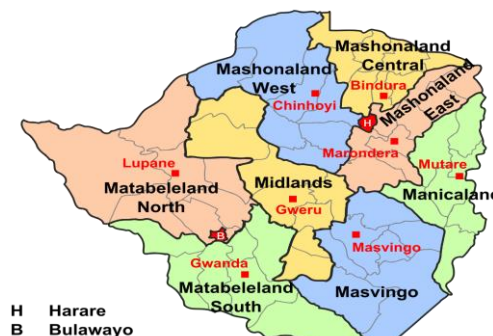 Mashonaland
Central
Bindura
Mashonaland
West
Chinhoyi
Mashonaland
East
H
Marondera
Lupane
Matabeleland
North
Midlands
Gweru
Mutare
Manicaland
B
Masvingo
Gwanda
Matabeleland
South
Masvingo
H Harare
B Bulawayo